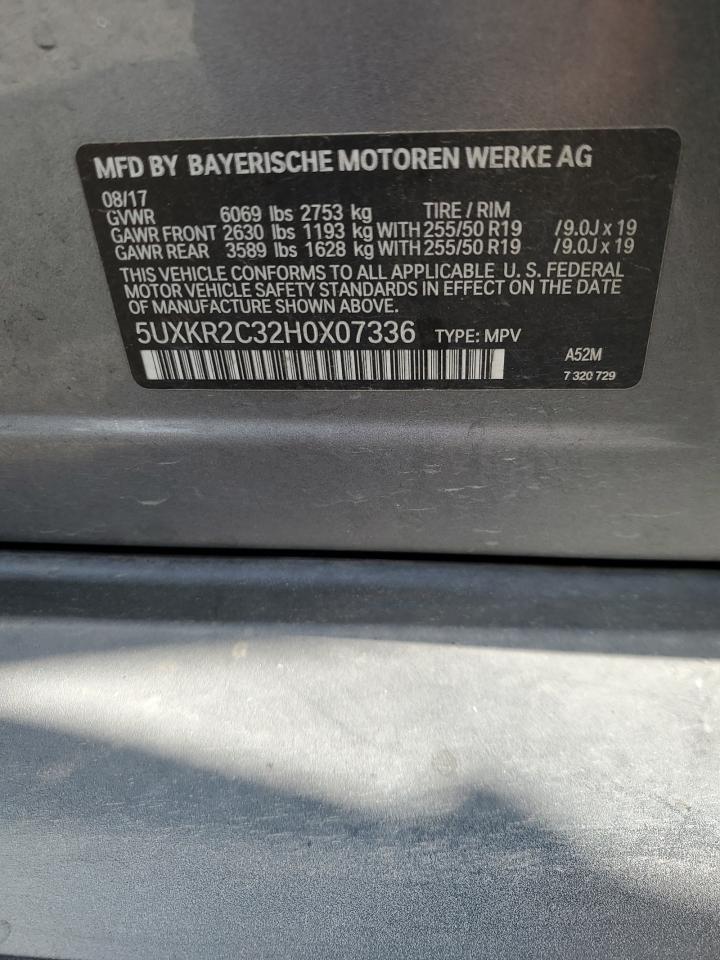 MFD BY BAYERISCHE MOTOREN WERKE AG
08/17
GVWR 6069 lbs 2753 kg TIRE / RIM
GAWR FRONT 2630 lbs 1193 kg WITH 255/50 R19 /9.0J x 19
GAWR REAR 3589 lbs 1628 kg WITH 255/50 R19 /9.0J x 19
THIS VEHICLE CONFORMS TO ALL APPLICABLE U. S. FEDERAL
MOTOR VEHICLE SAFETY STANDARDS IN EFFECT ON THE DATE
OF MANUFACTURE SHOWN ABOVE.
5UXKR2C32H0X07336 TYPE: MPV
A52M
7 320 729